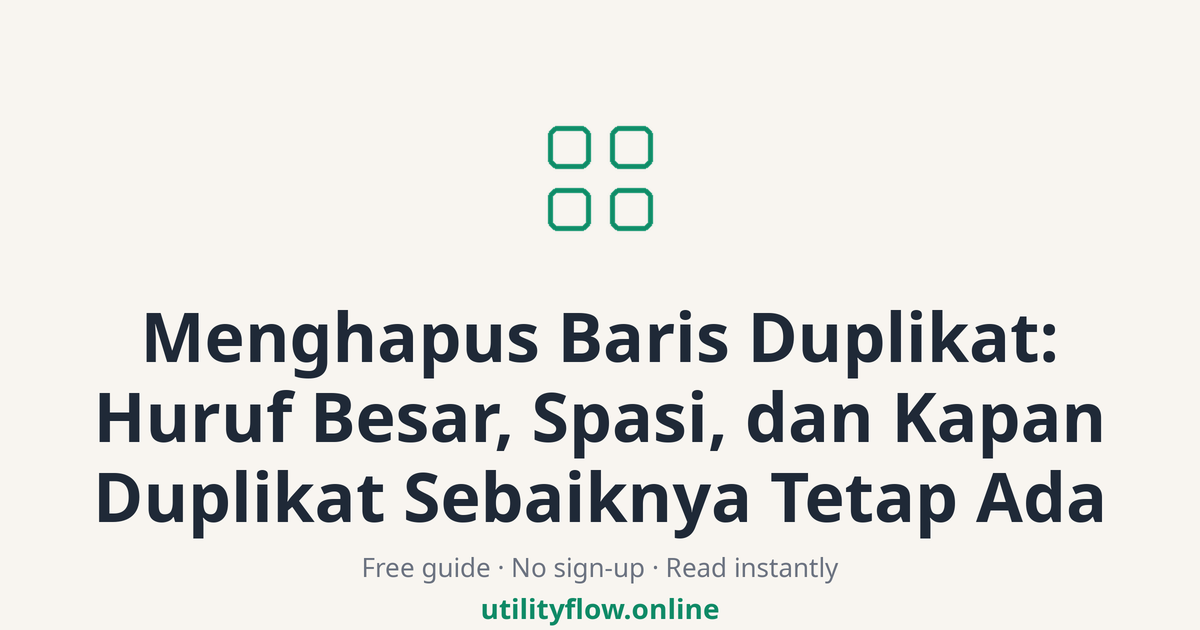 Menghapus Baris Duplikat:
Huruf Besar, Spasi, dan Kapan
Duplikat Sebaiknya Tetap Ada
Free guide · No sign-up · Read instantly
utilityflow.online